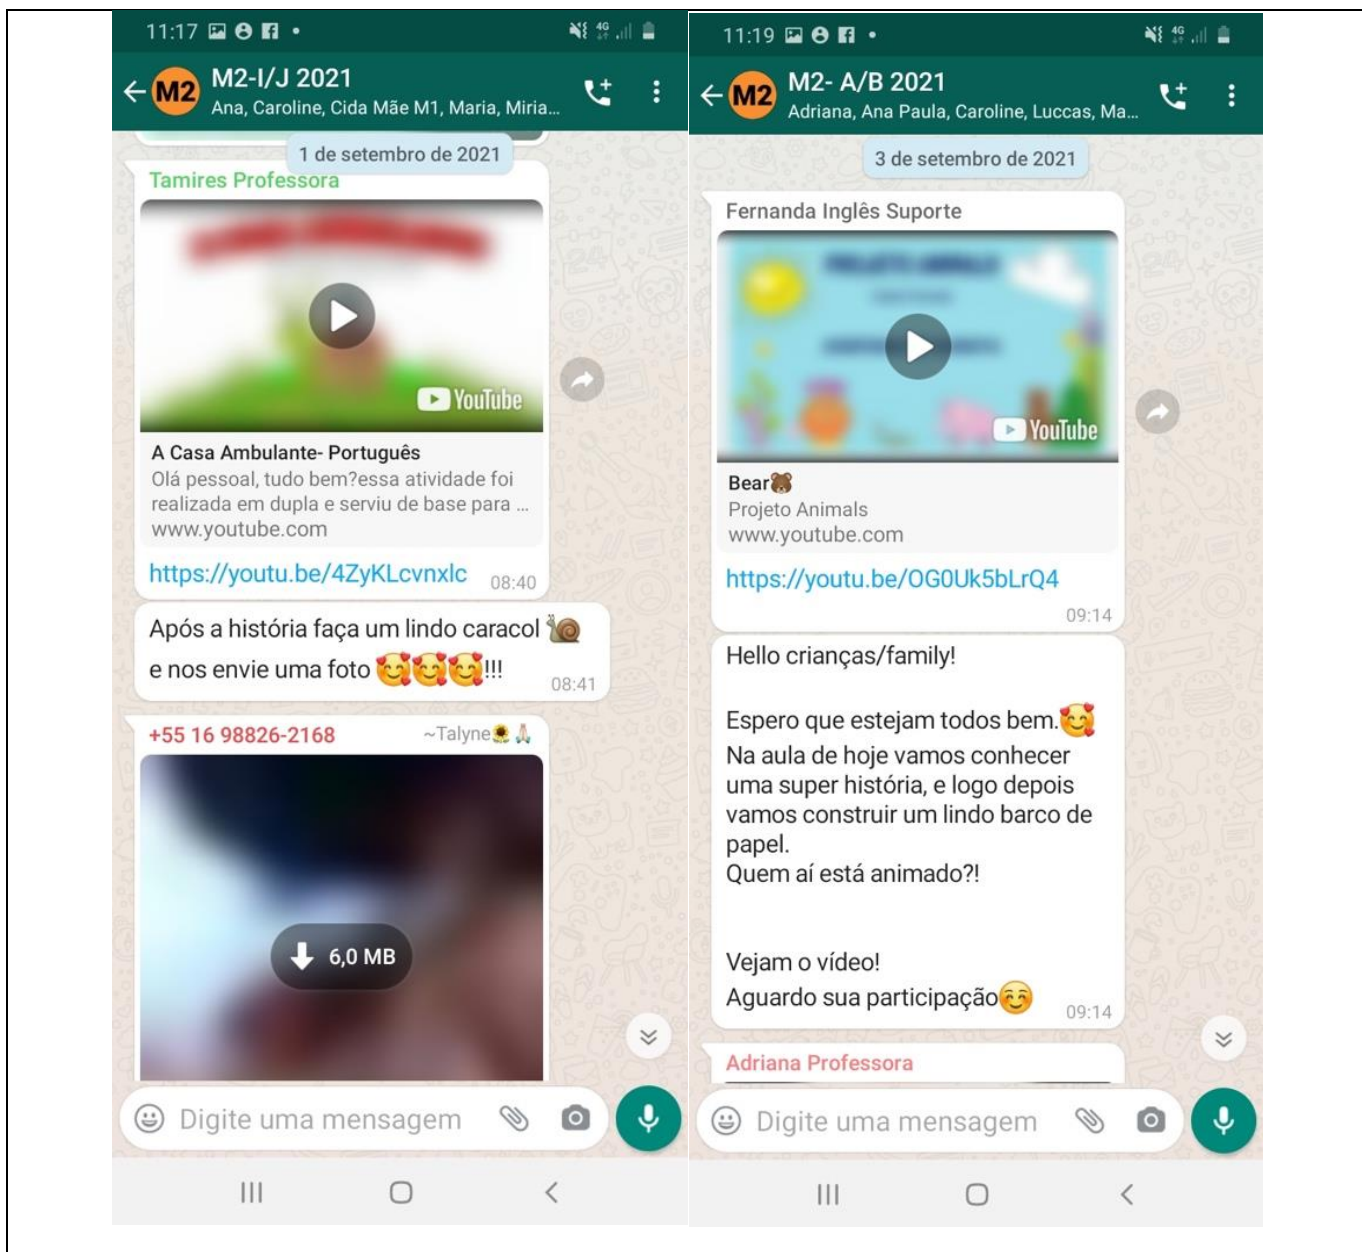 11:17
4G
M2
M2-I/J 2021
Ana, Caroline, Cida Mãe M1, Maria, Miria...
1 de setembro de 2021
Tamires Professora
YouTube
A Casa Ambulante- Português
Olá pessoal, tudo bem?essa atividade foi
realizada em dupla e serviu de base para ...
www.youtube.com
https://youtu.be/4ZyKLcvnxlc
08:40
Após a história faça um lindo caracol 🐌
e nos envie uma foto 🥰🥰🥰!!!
08:41
+55 16 98826-2168
~Talyne🌻🙏🏻
6,0 MB
Digite uma mensagem
11:19
4G
M2
M2- A/B 2021
Adriana, Ana Paula, Caroline, Luccas, Ma...
3 de setembro de 2021
Fernanda Inglês Suporte
YouTube
Bear🐻
Projeto Animals
www.youtube.com
https://youtu.be/OG0Uk5bLrQ4
09:14
Hello crianças/family!
Espero que estejam todos bem.🥰
Na aula de hoje vamos conhecer
uma super história, e logo depois
vamos construir um lindo barco de
papel.
Quem aí está animado?!
Vejam o vídeo!
Aguardo sua participação☺️
09:14
Adriana Professora
Digite uma mensagem